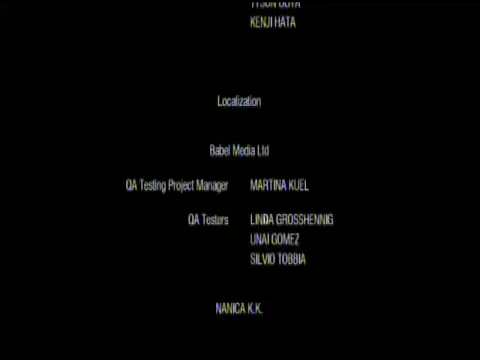 KENJI HATA
Localization
Babel Media Ltd
QA Testing Project Manager MARTINA KUEL
QA Testers LINDA GROSSHENNIG
UNAI GOMEZ
SILVIO TOBBIA
NANICA K.K.